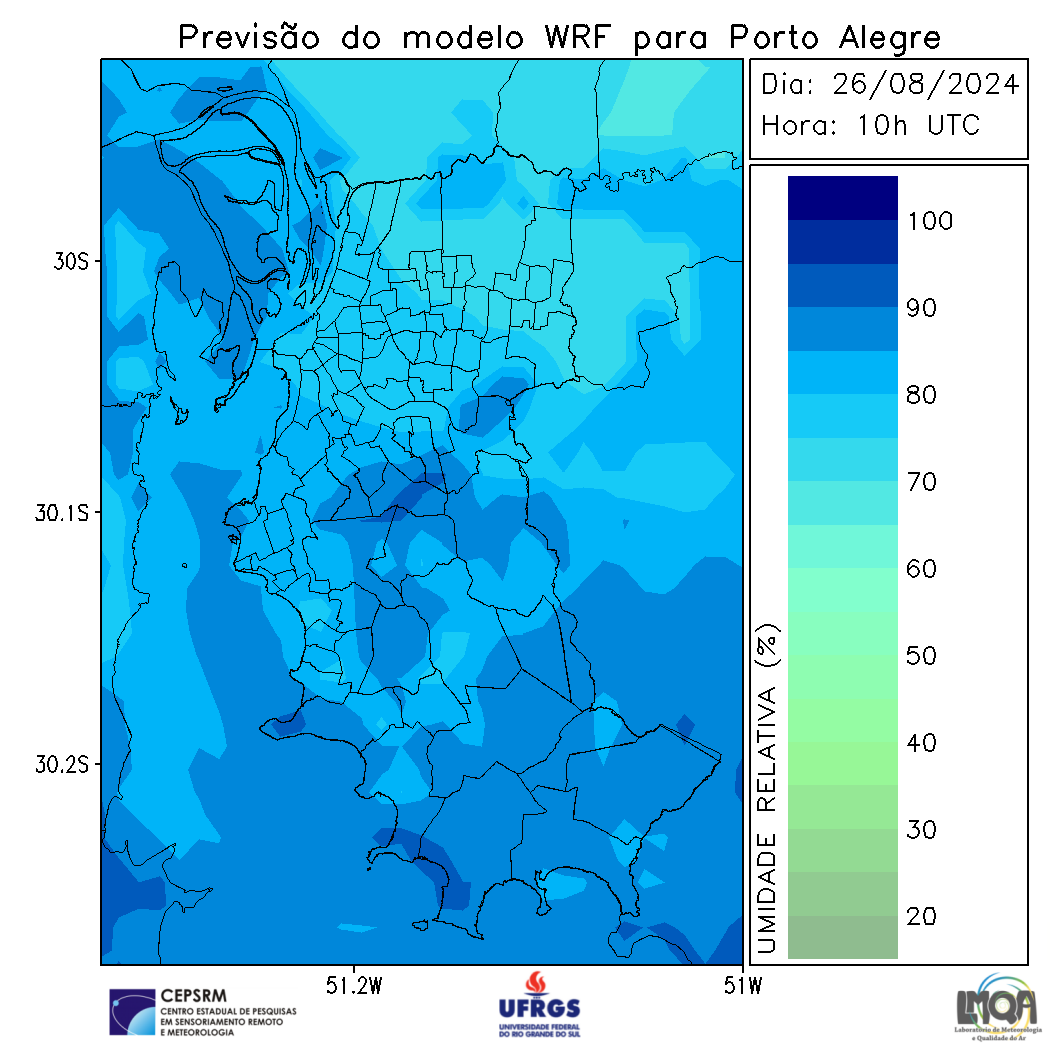 Previsão do modelo WRF para Porto Alegre
Dia: 26/08/2024
Hora: 10h UTC
30S
30.1S
30.2S
51.2W
51W
100
90
80
70
60
50
40
30
20
UMIDADE RELATIVA (%)
CEPSRM
CENTRO ESTADUAL DE PESQUISAS
EM SENSORIAMENTO REMOTO
E METEOROLOGIA
UFRGS
UNIVERSIDADE FEDERAL
DO RIO GRANDE DO SUL
LMQA
Laboratório de Meteorologia
e Qualidade do Ar